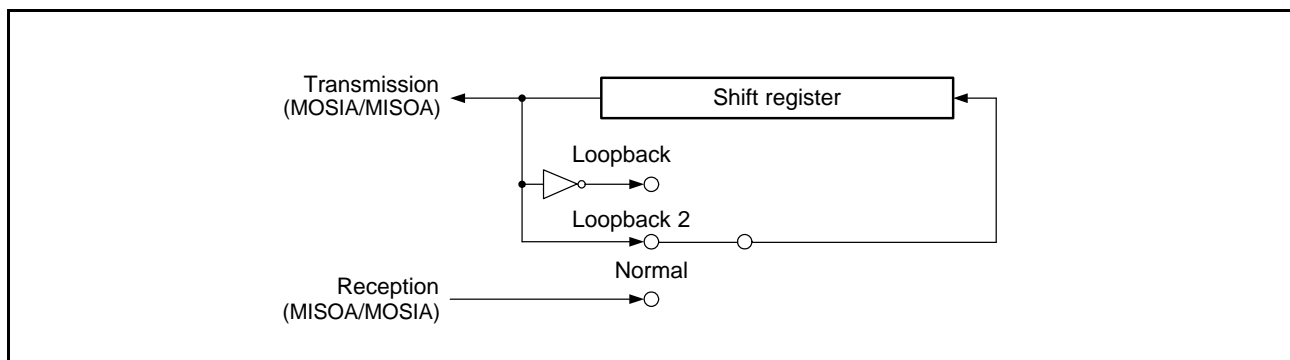 Transmission
(MOSIA/MISOA)
Shift register
Loopback
Loopback 2
Normal
Reception
(MISOA/MOSIA)